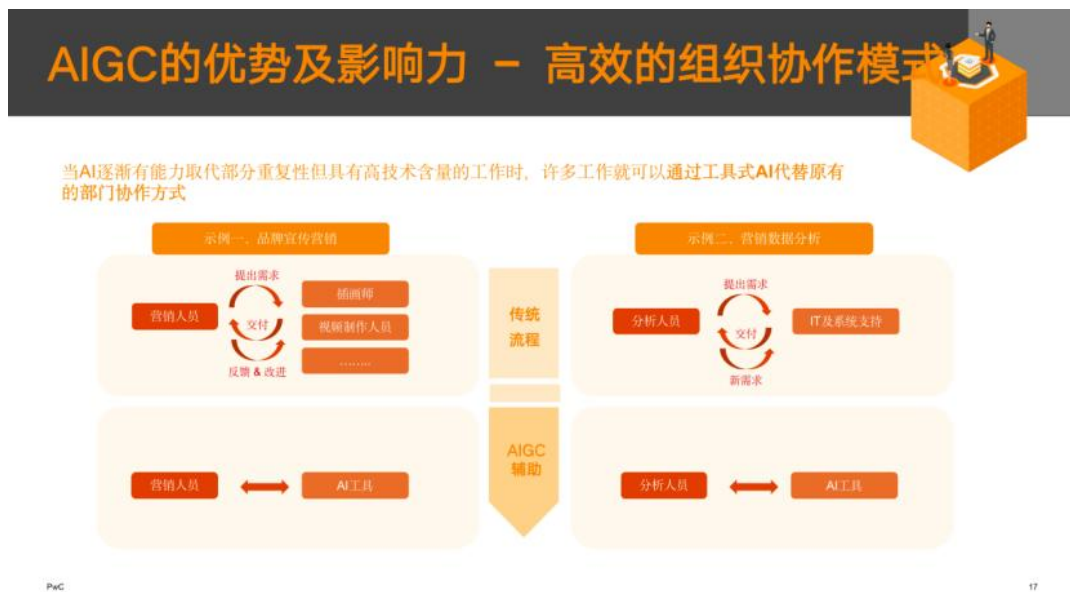 AIGC的优势及影响力 – 高效的组织协作模式
当AI逐渐有能力取代部分重复性但具有高技术含量的工作时，许多工作就可以通过工具式AI代替原有
的部门协作方式
示例一、品牌宣传营销
提出需求
营销人员
交付
插画师
视频制作人员
........
反馈 & 改进
传统
流程
示例二、营销数据分析
提出需求
分析人员
交付
IT及系统支持
新需求
营销人员
AI工具
AIGC
辅助
分析人员
AI工具
PwC
17